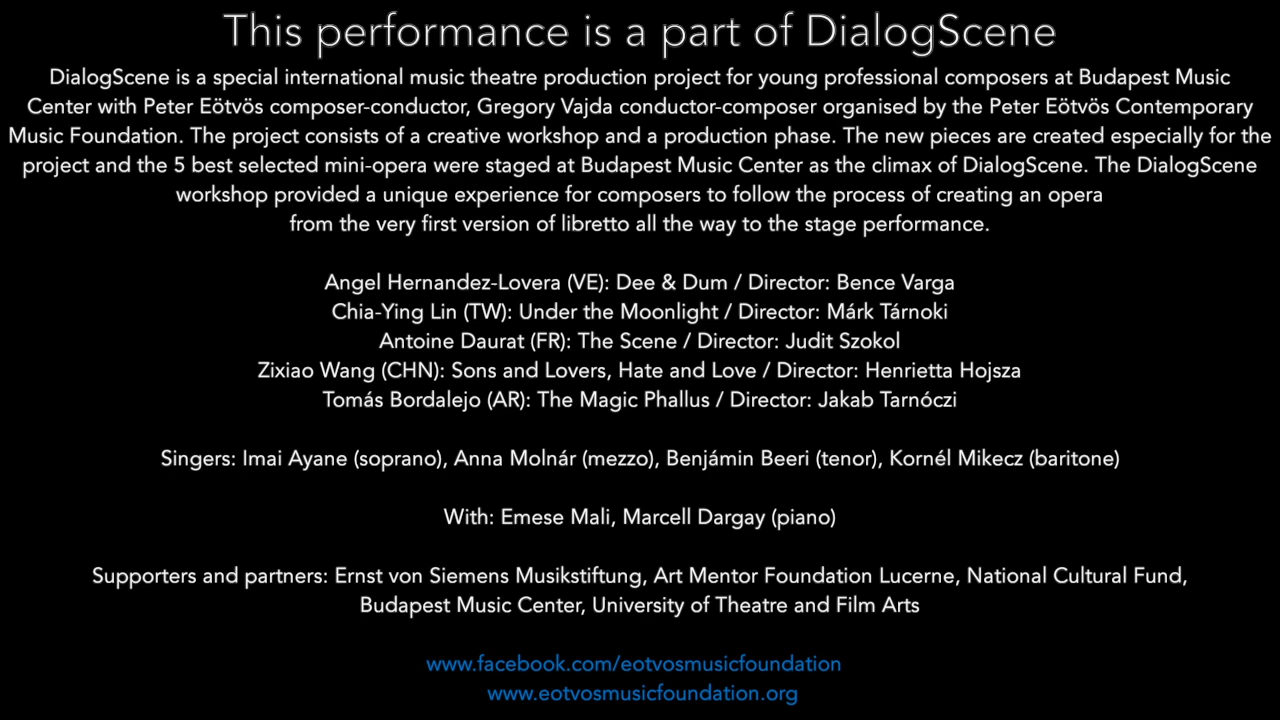 This performance is a part of DialogScene
DialogScene is a special international music theatre production project for young professional composers at Budapest Music
Center with Peter Eötvös composer-conductor, Gregory Vajda conductor-composer organised by the Peter Eötvös Contemporary
Music Foundation. The project consists of a creative workshop and a production phase. The new pieces are created especially for the
project and the 5 best selected mini-opera were staged at Budapest Music Center as the climax of DialogScene. The DialogScene
workshop provided a unique experience for composers to follow the process of creating an opera
from the very first version of libretto all the way to the stage performance.
Angel Hernandez-Lovera (VE): Dee & Dum / Director: Bence Varga
Chia-Ying Lin (TW): Under the Moonlight / Director: Márk Tárnoki
Antoine Daurat (FR): The Scene / Director: Judit Szokol
Zixiao Wang (CHN): Sons and Lovers, Hate and Love / Director: Henrietta Hojsza
Tomás Bordalejo (AR): The Magic Phallus / Director: Jakab Tarnóczi
Singers: Imai Ayane (soprano), Anna Molnár (mezzo), Benjámin Beeri (tenor), Kornél Mikecz (baritone)
With: Emese Mali, Marcell Dargay (piano)
Supporters and partners: Ernst von Siemens Musikstiftung, Art Mentor Foundation Lucerne, National Cultural Fund,
Budapest Music Center, University of Theatre and Film Arts
www.facebook.com/eotvosmusicfoundation
www.eotvosmusicfoundation.org